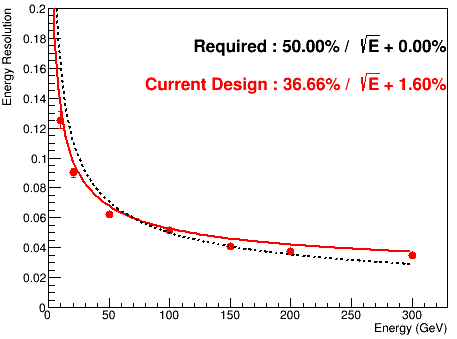 Energy Resolution
0.2
0.18
0.16
0.14
0.12
0.1
0.08
0.06
0.04
0.02
0
Required : 50.00% / √E + 0.00%
Current Design : 36.66% / √E + 1.60%
0 50 100 150 200 250 300
Energy (GeV)